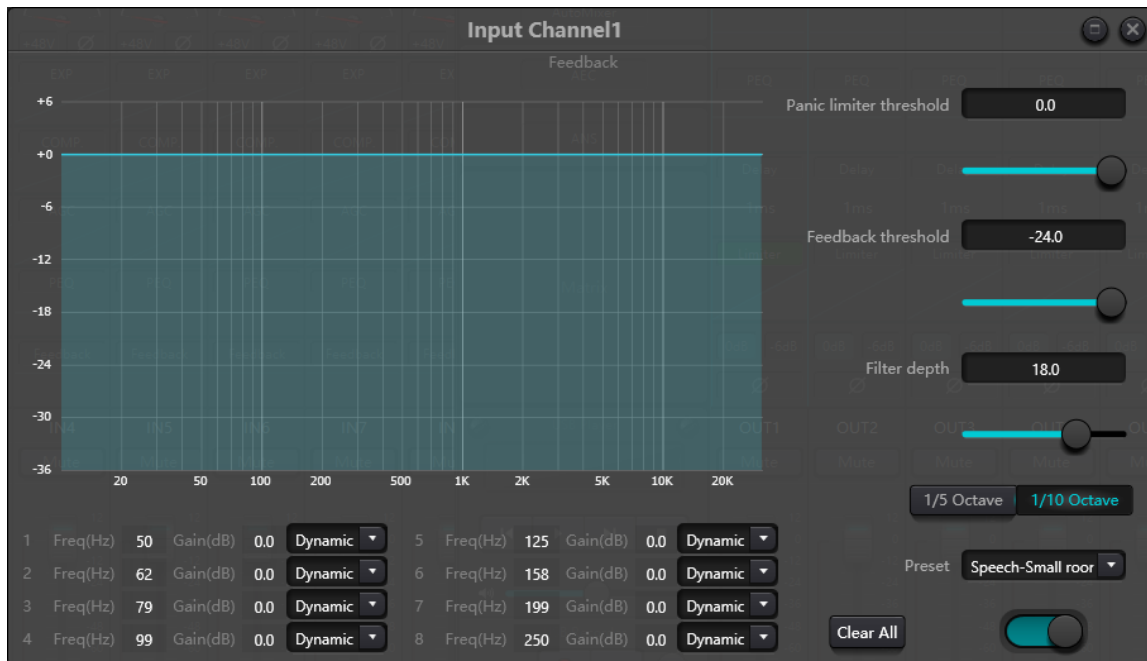 Input Channel1
Feedback
+6
+0
-6
-12
-18
-24
-30
-36
20 50 100 200 500 1K 2K 5K 10K 20K
Panic limiter threshold 0.0
Feedback threshold -24.0
Filter depth 18.0
1/5 Octave 1/10 Octave
Preset Speech-Small roor
Clear All
1 Freq(Hz) 50 Gain(dB) 0.0 Dynamic 5 Freq(Hz) 125 Gain(dB) 0.0 Dynamic
2 Freq(Hz) 62 Gain(dB) 0.0 Dynamic 6 Freq(Hz) 158 Gain(dB) 0.0 Dynamic
3 Freq(Hz) 79 Gain(dB) 0.0 Dynamic 7 Freq(Hz) 199 Gain(dB) 0.0 Dynamic
4 Freq(Hz) 99 Gain(dB) 0.0 Dynamic 8 Freq(Hz) 250 Gain(dB) 0.0 Dynamic